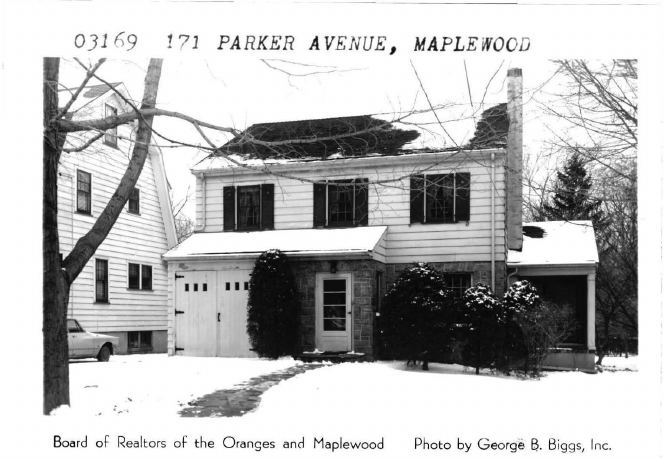 03169 171 PARKER AVENUE, MAPLEWOOD
Board of Realtors of the Oranges and Maplewood Photo by George B. Biggs, Inc.